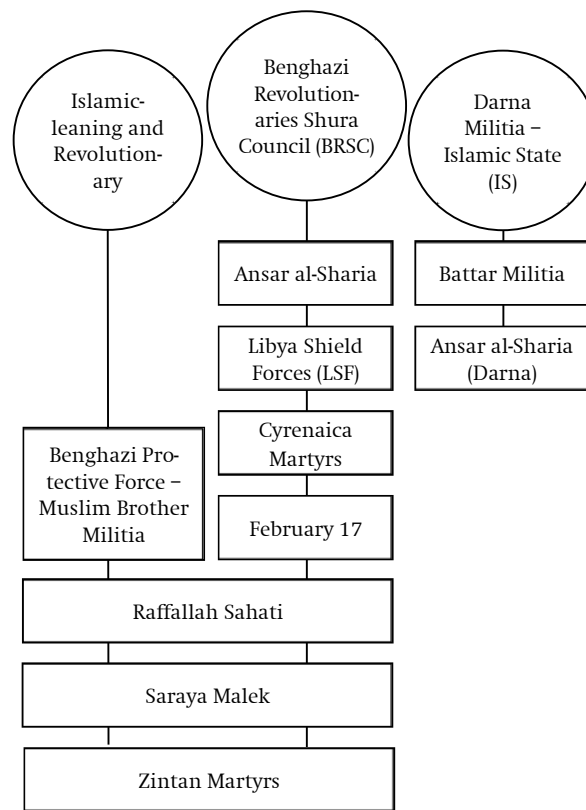 Islamic-
leaning and
Revolution-
ary
Benghazi
Revolution-
aries Shura
Council (BRSC)
Darna
Militia –
Islamic State
(IS)
Ansar al-Sharia
Battar Militia
Libya Shield
Forces (LSF)
Ansar al-Sharia
(Darna)
Cyrenaica
Martyrs
Benghazi Pro-
tective Force –
Muslim Brother
Militia
February 17
Raffallah Sahati
Saraya Malek
Zintan Martyrs